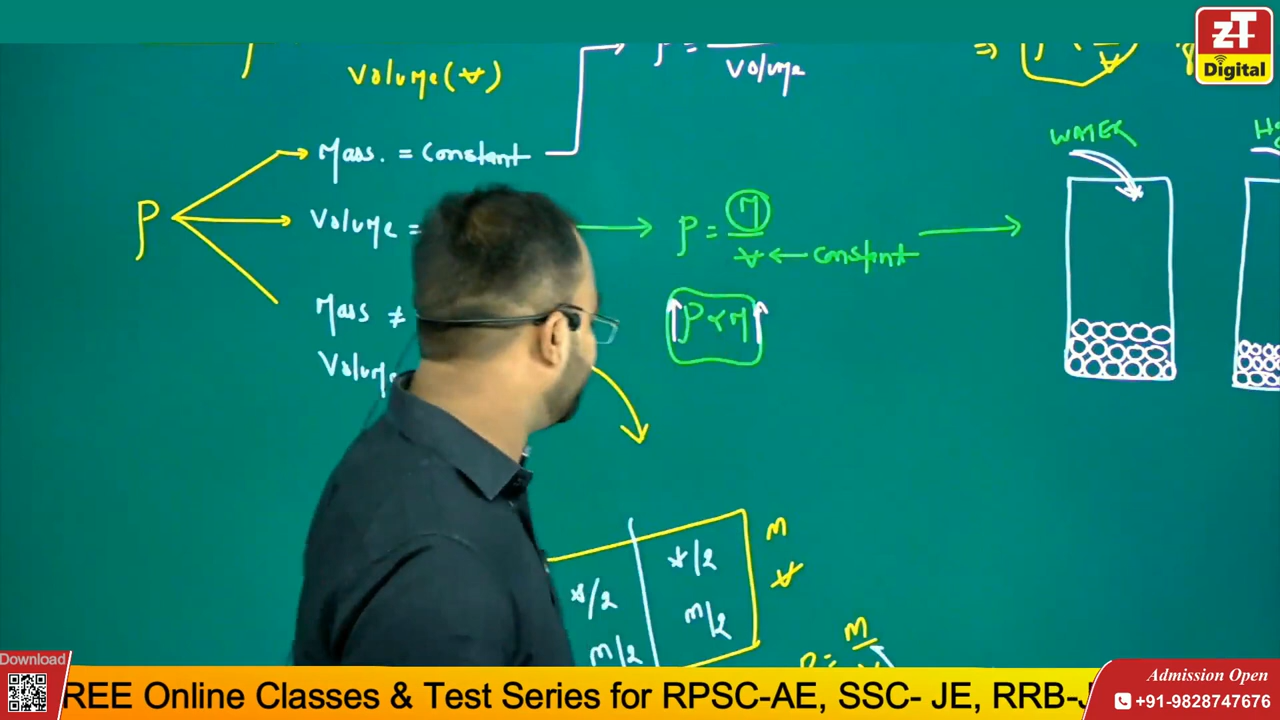 ZT
Digital
Volume (V)
ρ =
Volume
⇒
WATER
Mass. = Constant
ρ
Volume =
ρ = M
V ← constant
Mass ≠
Volume
ρ α M
m
V
V/2
V/2
m/2
m/2
ρ = m
Download
REE Online Classes & Test Series for RPSC-AE, SSC- JE, RRB-J
Admission Open
+91-9828747676